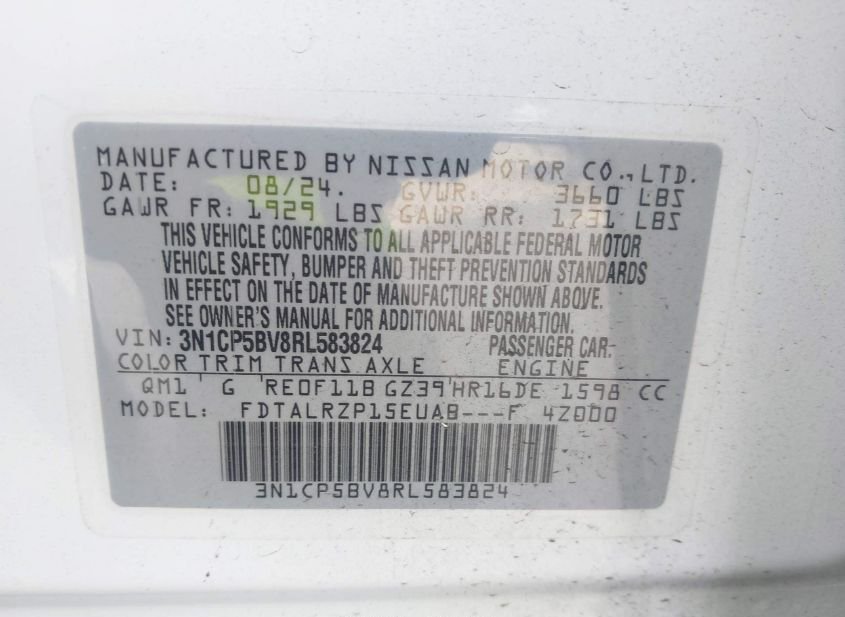 MANUFACTURED BY NISSAN MOTOR CO.,LTD.
DATE: 08/24. GVWR: 3660 LBS
GAWR FR: 1929 LBS GAWR RR: 1731 LBS
THIS VEHICLE CONFORMS TO ALL APPLICABLE FEDERAL MOTOR
VEHICLE SAFETY, BUMPER AND THEFT PREVENTION STANDARDS
IN EFFECT ON THE DATE OF MANUFACTURE SHOWN ABOVE.
SEE OWNER'S MANUAL FOR ADDITIONAL INFORMATION.
VIN: 3N1CP5BV8RL583824 PASSENGER CAR
COLOR TRIM TRANS AXLE ENGINE
QM1 G RE0F11B GZ39 HR16DE 1598 CC
MODEL: FDTALRZP15EUAB---F 4Z000
3N1CP5BV8RL583824